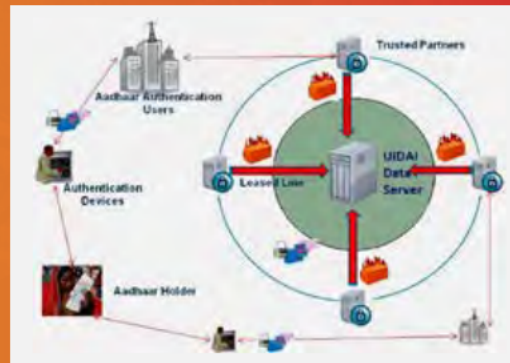 Trusted Partners
Aadhaar Authentication
Users
UIDAI
Data
Server
Leased Line
Authentication
Devices
Aadhaar Holder